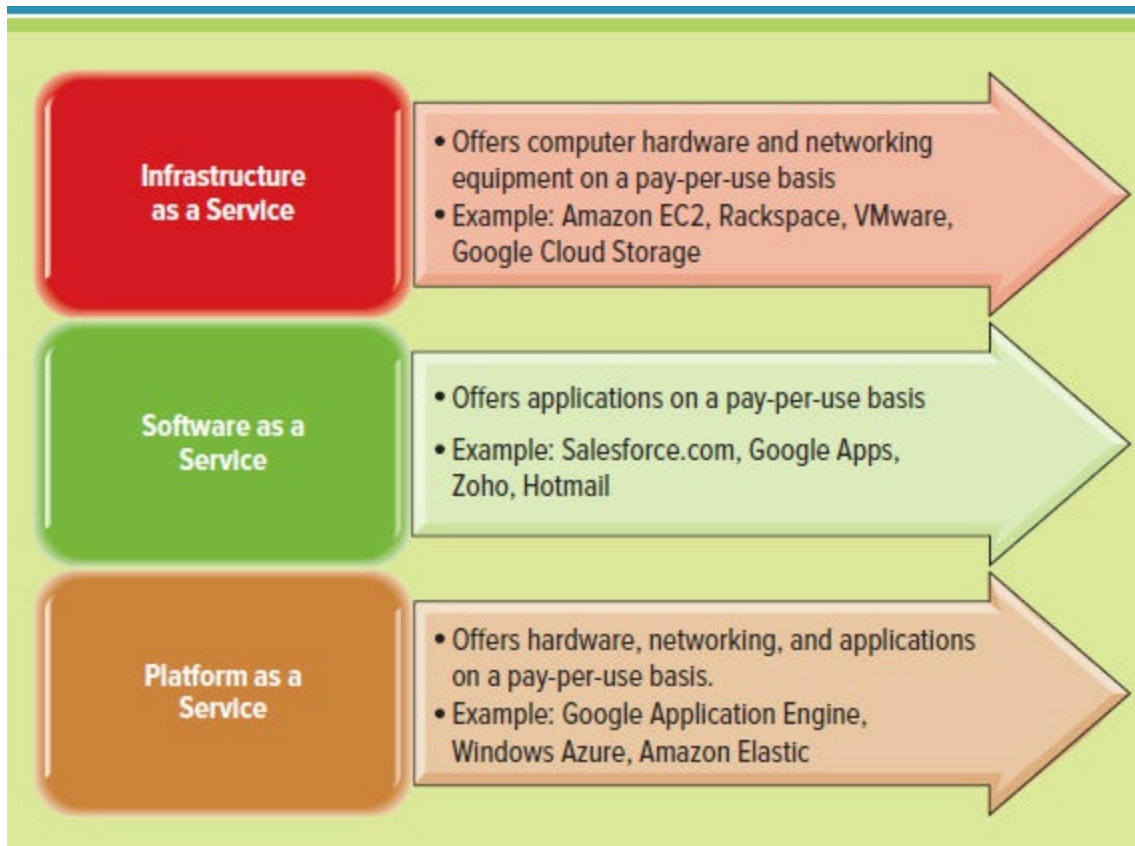 Infrastructure
as a Service
• Offers computer hardware and networking
equipment on a pay-per-use basis
• Example: Amazon EC2, Rackspace, VMware,
Google Cloud Storage
Software as a
Service
• Offers applications on a pay-per-use basis
• Example: Salesforce.com, Google Apps,
Zoho, Hotmail
Platform as a
Service
• Offers hardware, networking, and applications
on a pay-per-use basis.
• Example: Google Application Engine,
Windows Azure, Amazon Elastic